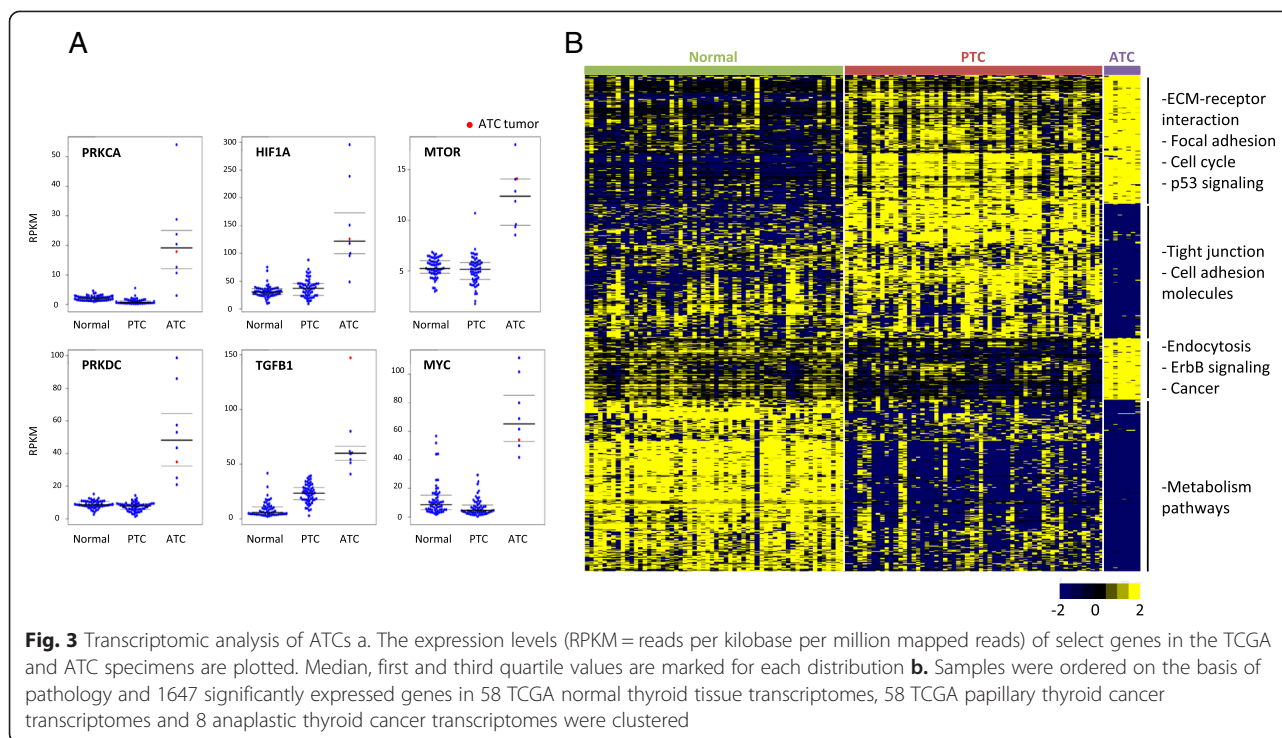 A
ATC tumor
PRKCA
50
40
30
20
10
0
RPKM
Normal PTC ATC
HIF1A
300
250
200
150
100
50
0
Normal PTC ATC
MTOR
15
10
5
Normal PTC ATC
PRKDC
100
80
60
40
20
0
RPKM
Normal PTC ATC
TGFB1
150
100
50
0
Normal PTC ATC
MYC
100
80
60
40
20
0
Normal PTC ATC
B
Normal PTC ATC
-ECM-receptor
interaction
- Focal adhesion
- Cell cycle
- p53 signaling
-Tight junction
- Cell adhesion
molecules
-Endocytosis
- ErbB signaling
- Cancer
-Metabolism
pathways
-2 0 2
Fig. 3 Transcriptomic analysis of ATCs a. The expression levels (RPKM = reads per kilobase per million mapped reads) of select genes in the TCGA
and ATC specimens are plotted. Median, first and third quartile values are marked for each distribution b. Samples were ordered on the basis of
pathology and 1647 significantly expressed genes in 58 TCGA normal thyroid tissue transcriptomes, 58 TCGA papillary thyroid cancer
transcriptomes and 8 anaplastic thyroid cancer transcriptomes were clustered